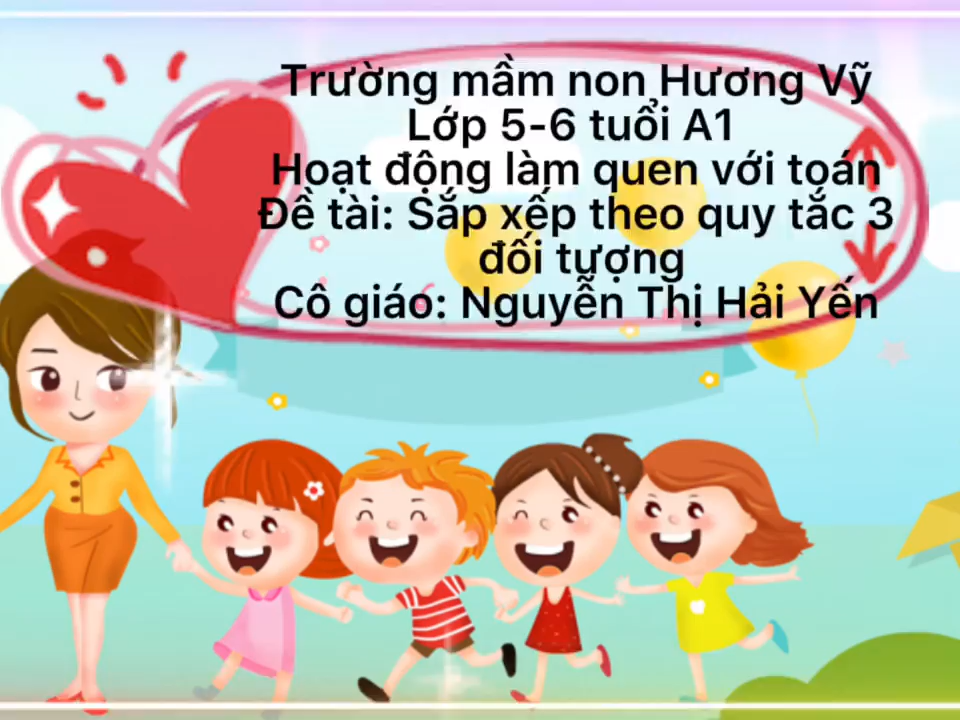 Trường mầm non Hương Vỹ
Lớp 5-6 tuổi A1
Hoạt động làm quen với toán
Đề tài: Sắp xếp theo quy tắc 3
đối tượng
Cô giáo: Nguyễn Thị Hải Yến